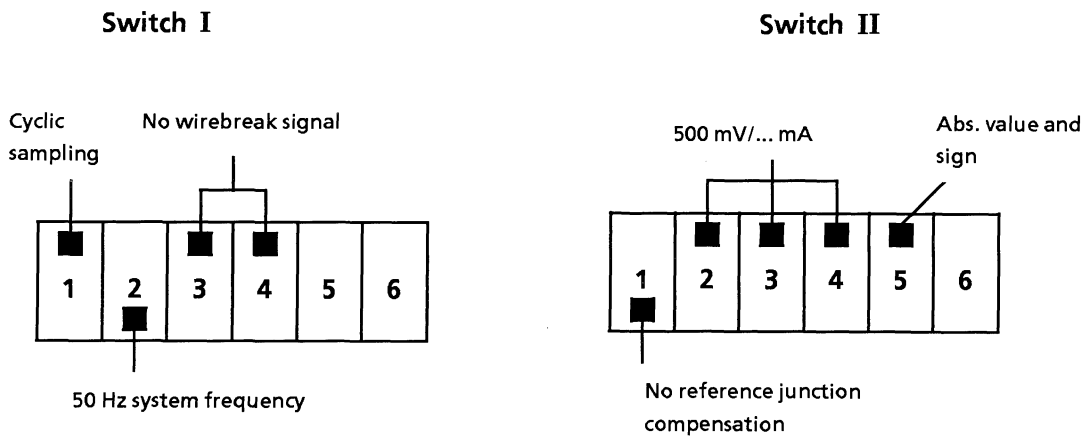 Switch I
Switch II
Cyclic
sampling
No wirebreak signal
500 mV/... mA
Abs. value and
sign
1 2 3 4 5 6
1 2 3 4 5 6
50 Hz system frequency
No reference junction
compensation